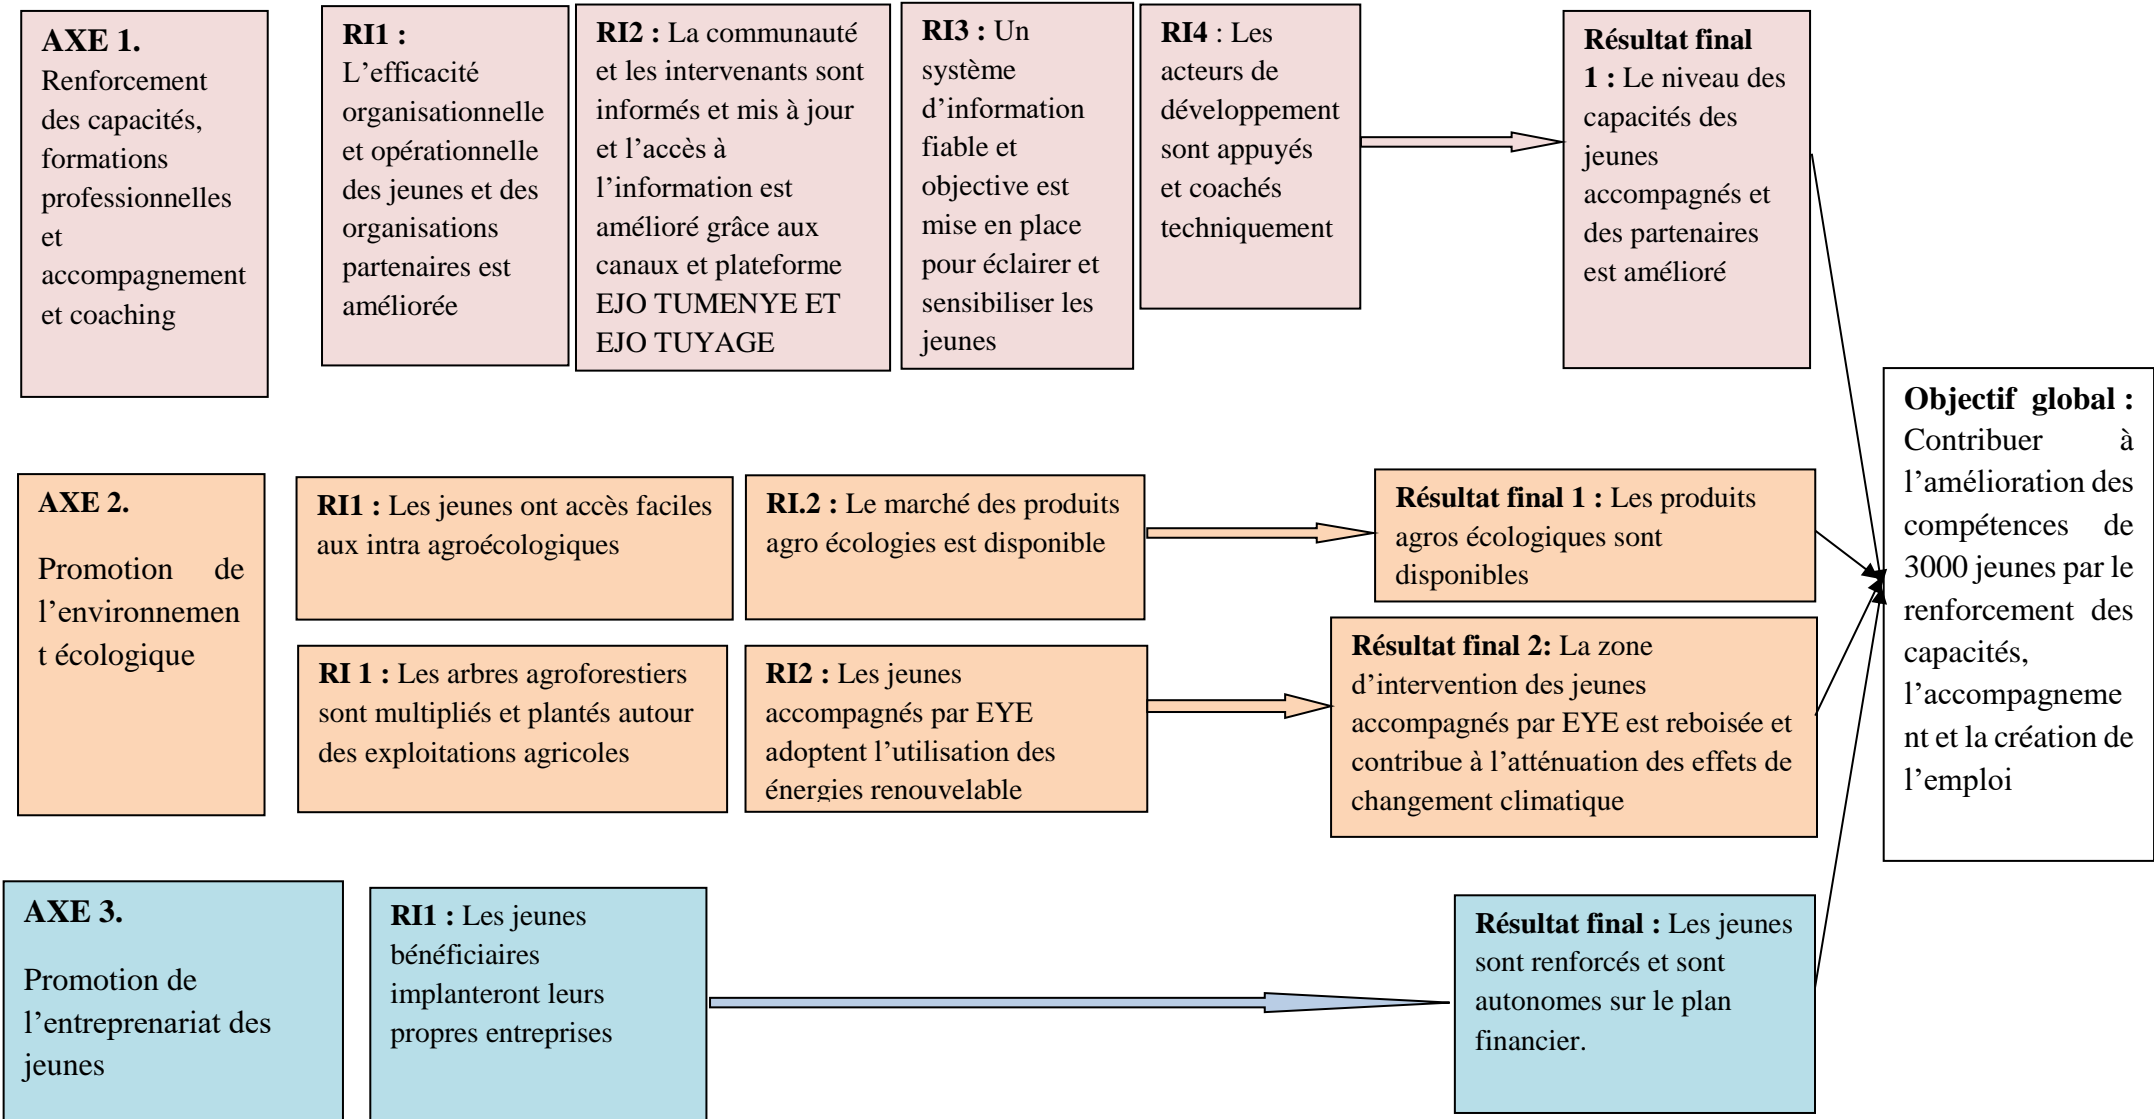 AXE 1.
Renforcement
des capacités,
formations
professionnelles
et
accompagnement
et coaching
RI1 :
L’efficacité
organisationnelle
et opérationnelle
des jeunes et des
organisations
partenaires est
améliorée
RI2 : La communauté
et les intervenants sont
informés et mis à jour
et l’accès à
l’information est
amélioré grâce aux
canaux et plateforme
EJO TUMENYE ET
EJO TUYAGE
RI3 : Un
système
d’information
fiable et
objective est
mise en place
pour éclairer et
sensibiliser les
jeunes
RI4 : Les
acteurs de
développement
sont appuyés
et coachés
techniquement
Résultat final
1 : Le niveau des
capacités des
jeunes
accompagnés et
des partenaires
est amélioré
AXE 2.
Promotion de
l’environnemen
t écologique
RI1 : Les jeunes ont accès faciles
aux intra agroécologiques
RI.2 : Le marché des produits
agro écologies est disponible
Résultat final 1 : Les produits
agros écologiques sont
disponibles
RI 1 : Les arbres agroforestiers
sont multipliés et plantés autour
des exploitations agricoles
RI2 : Les jeunes
accompagnés par EYE
adoptent l’utilisation des
énergies renouvelable
Résultat final 2: La zone
d’intervention des jeunes
accompagnés par EYE est reboisée et
contribue à l’atténuation des effets de
changement climatique
AXE 3.
Promotion de
l’entreprenariat des
jeunes
RI1 : Les jeunes
bénéficiaires
implanteront leurs
propres entreprises
Résultat final : Les jeunes
sont renforcés et sont
autonomes sur le plan
financier.
Objectif global :
Contribuer à
l’amélioration des
compétences de
3000 jeunes par le
renforcement des
capacités,
l’accompagneme
nt et la création de
l’emploi